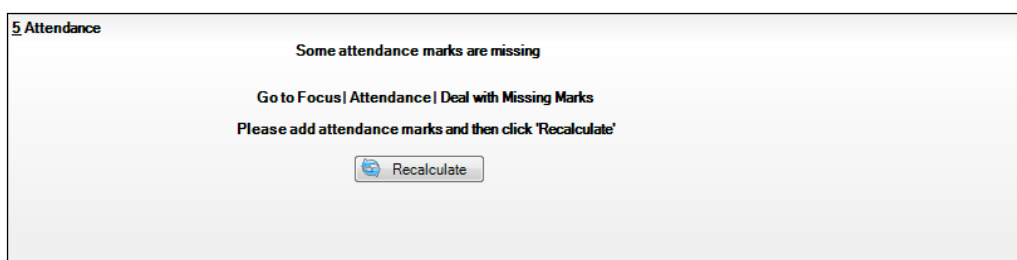 5 Attendance
Some attendance marks are missing
Go to Focus| Attendance| Deal with Missing Marks
Please add attendance marks and then click 'Recalculate'
Recalculate